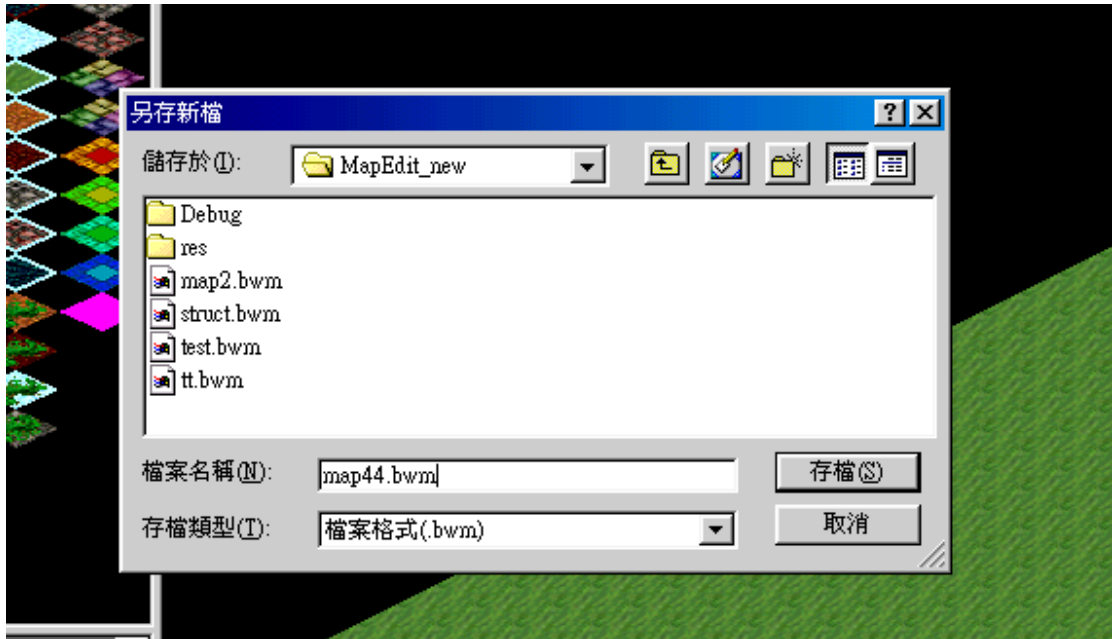 另存新檔
儲存於(I): MapEdit_new
Debug
res
map2.bwm
struct.bwm
test.bwm
tt.bwm
檔案名稱(N): map44.bwm 存檔(S)
存檔類型(T): 檔案格式(.bwm) 取消